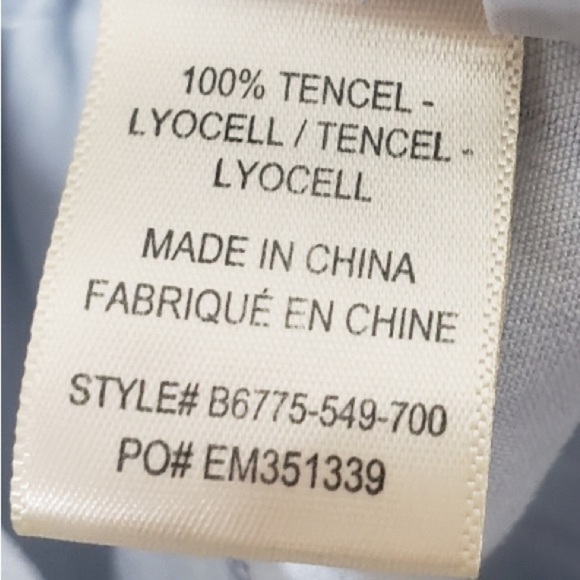 100% TENCEL -
LYOCELL / TENCEL -
LYOCELL
MADE IN CHINA
FABRIQUÉ EN CHINE
STYLE# B6775-549-700
PO# EM351339